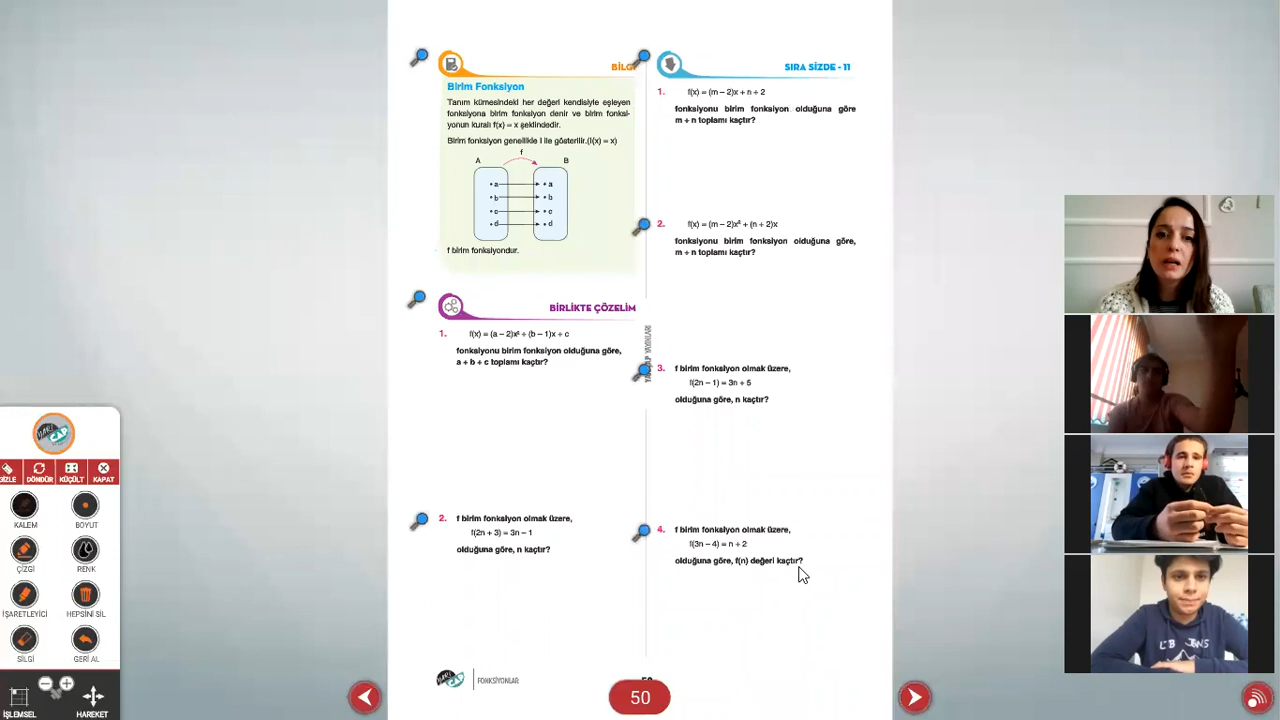 BİLGİ
Birim Fonksiyon
Tanım kümesindeki her değeri kendisiyle eşleyen
fonksiyona birim fonksiyon denir ve birim fonksi-
yonun kuralı f(x) = x şeklindedir.
Birim fonksiyon genellikle I ile gösterilir.(I(x) = x)
f
A B
a a
b b
c c
d d
f birim fonksiyondur.
BİRLİKTE ÇÖZELİM
1. f(x) = (a – 2)x² + (b – 1)x + c
fonksiyonu birim fonksiyon olduğuna göre,
a + b + c toplamı kaçtır?
2. f birim fonksiyon olmak üzere,
f(2n + 3) = 3n – 1
olduğuna göre, n kaçtır?
SIRA SİZDE - 11
1. f(x) = (m – 2)x + n + 2
fonksiyonu birim fonksiyon olduğuna göre
m + n toplamı kaçtır?
2. f(x) = (m – 2)x² + (n + 2)x
fonksiyonu birim fonksiyon olduğuna göre,
m + n toplamı kaçtır?
3. f birim fonksiyon olmak üzere,
f(2n – 1) = 3n + 5
olduğuna göre, n kaçtır?
4. f birim fonksiyon olmak üzere,
f(3n – 4) = n + 2
olduğuna göre, f(n) değeri kaçtır?
YAYINLARI
FONKSİYONLAR
50
GİZLE DÖNDÜR KÜÇÜLT KAPAT
KALEM BOYUT
ÇİZGİ RENK
İŞARETLEYİCİ HEPSİNİ SİL
SİLGİ GERİ AL
İŞLEMSEL HAREKET